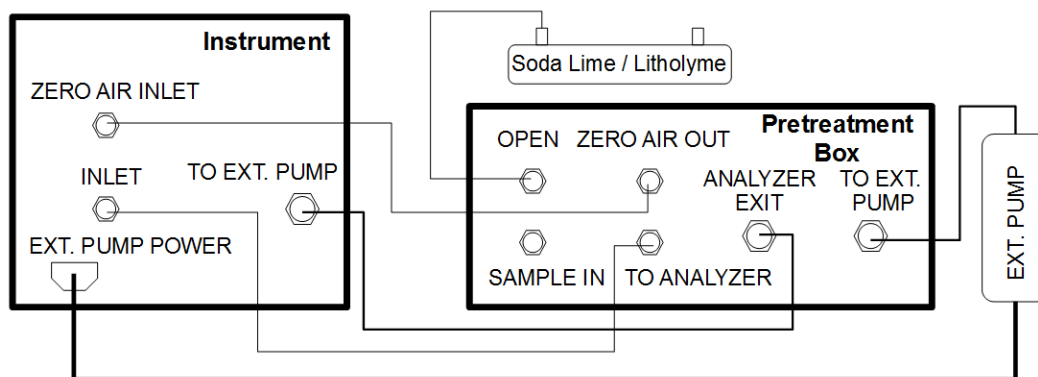 Instrument
ZERO AIR INLET
INLET
TO EXT. PUMP
EXT. PUMP POWER
Soda Lime / Litholyme
Pretreatment
Box
OPEN
ZERO AIR OUT
ANALYZER
EXIT
TO EXT.
PUMP
SAMPLE IN
TO ANALYZER
EXT. PUMP